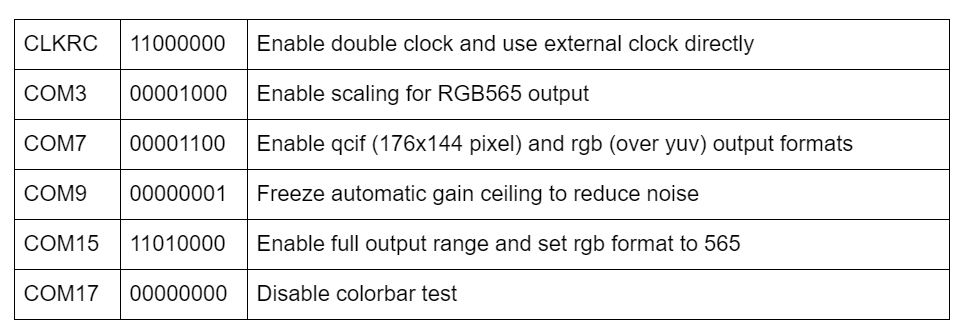 CLKRC 11000000 Enable double clock and use external clock directly
COM3 00001000 Enable scaling for RGB565 output
COM7 00001100 Enable qcif (176x144 pixel) and rgb (over yuv) output formats
COM9 00000001 Freeze automatic gain ceiling to reduce noise
COM15 11010000 Enable full output range and set rgb format to 565
COM17 00000000 Disable colorbar test